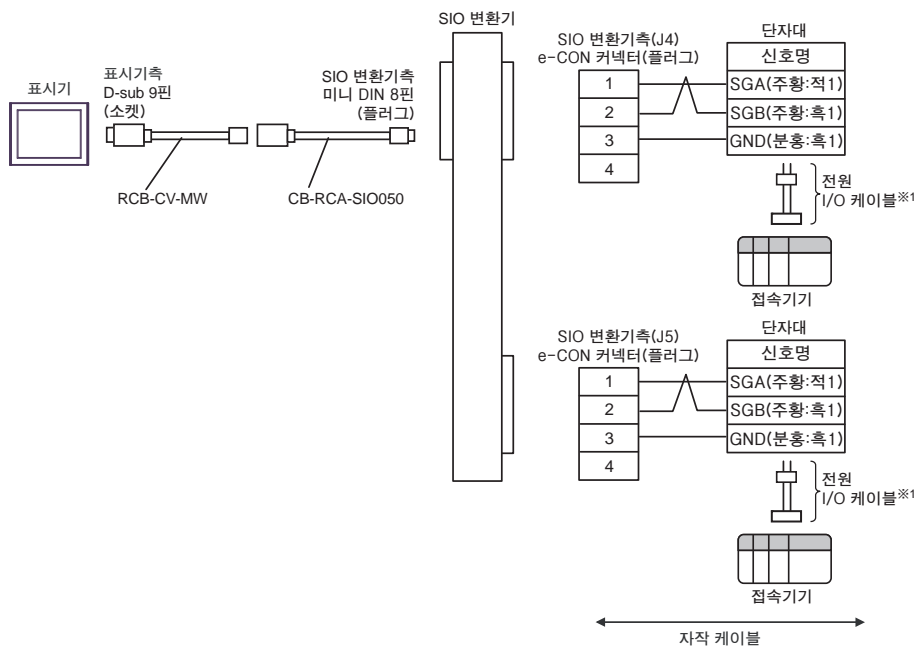 SIO 변환기
표시기
표시기측
D-sub 9핀
(소켓)
SIO 변환기측
미니 DIN 8핀
(플러그)
RCB-CV-MW
CB-RCA-SIO050
SIO 변환기측(J4)
e-CON 커넥터(플러그)
1
2
3
4
단자대
신호명
SGA(주황:적1)
SGB(주황:흑1)
GND(분홍:흑1)
전원
I/O 케이블※1
접속기기
SIO 변환기측(J5)
e-CON 커넥터(플러그)
1
2
3
4
단자대
신호명
SGA(주황:적1)
SGB(주황:흑1)
GND(분홍:흑1)
전원
I/O 케이블※1
접속기기
자작 케이블